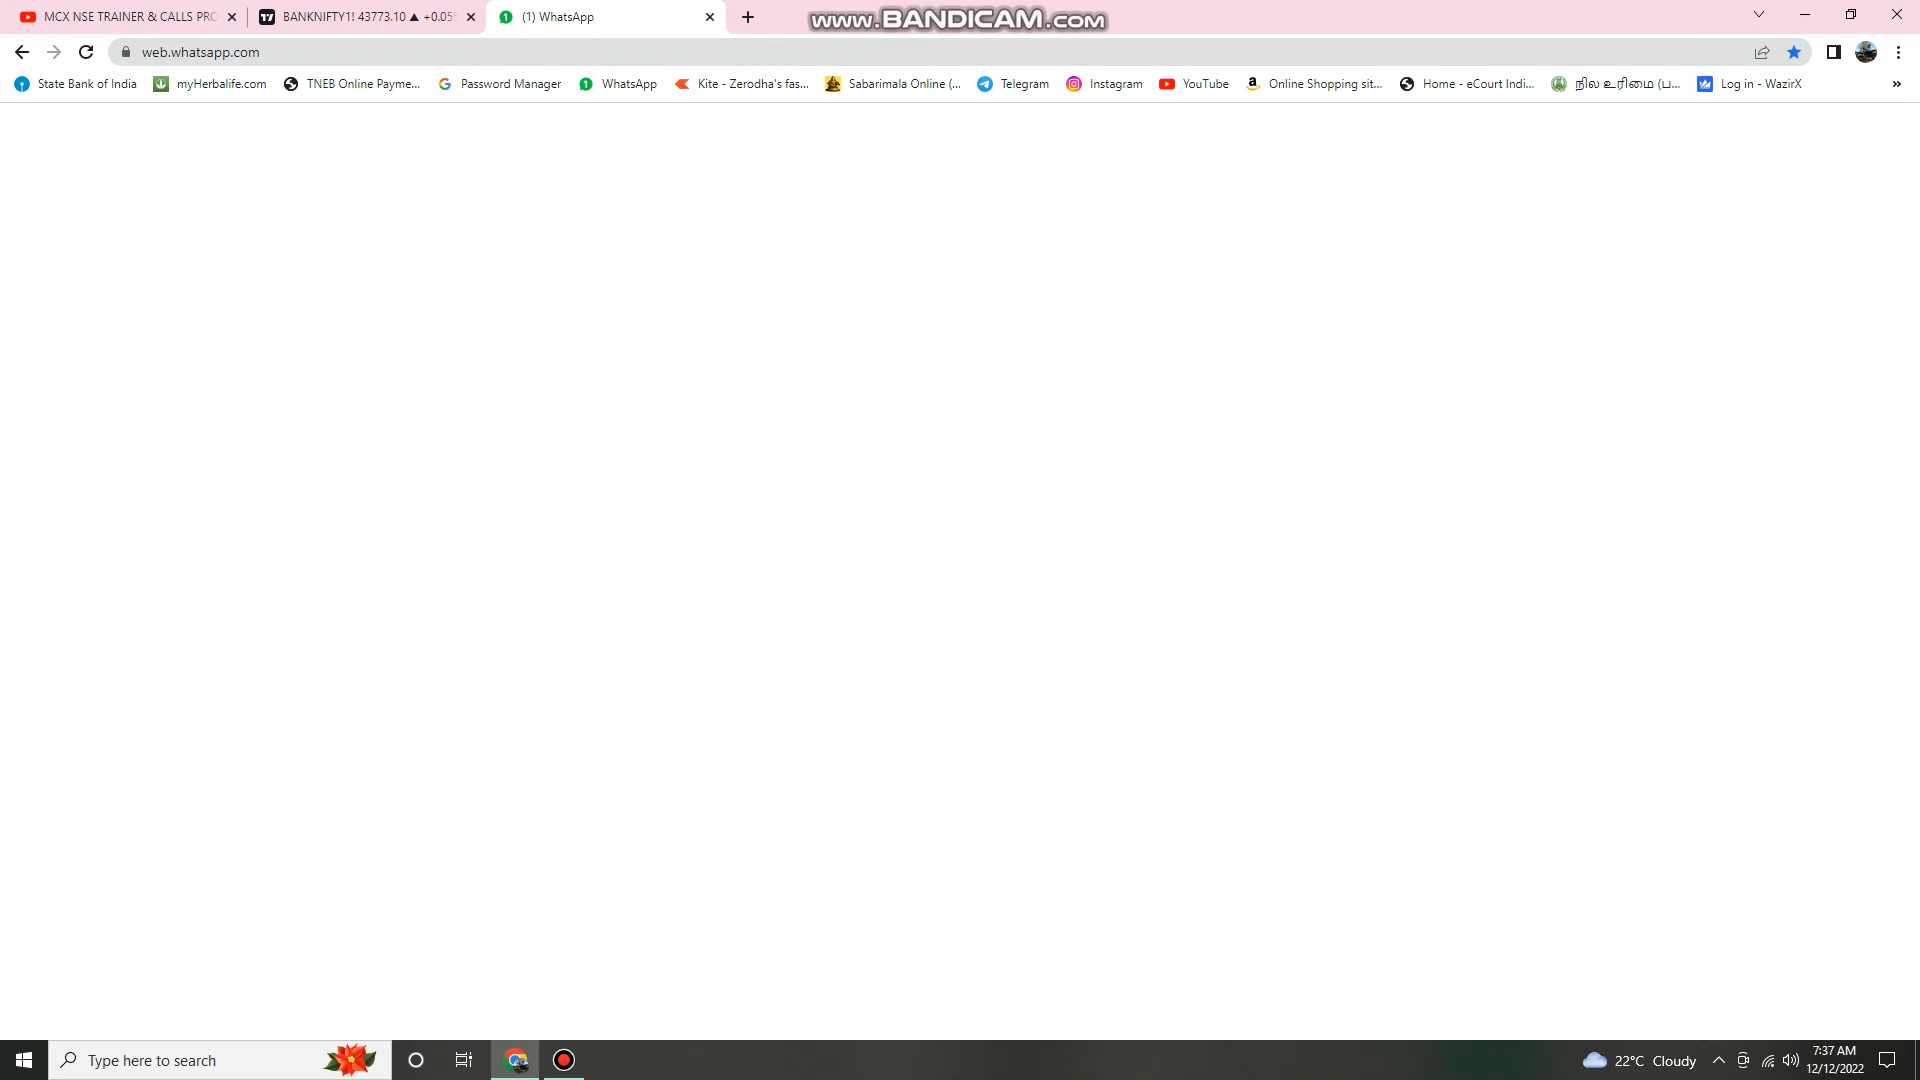 MCX NSE TRAINER & CALLS PRO
BANKNIFTY1! 43773.10 ▲ +0.05%
(1) WhatsApp
www.BANDICAM.com
web.whatsapp.com
State Bank of India
myHerbalife.com
TNEB Online Payme...
Password Manager
WhatsApp
Kite - Zerodha's fas...
Sabarimala Online (...
Telegram
Instagram
YouTube
Online Shopping sit...
Home - eCourt Indi...
நில உரிமை (ப...
Log in - WazirX
Type here to search
22°C Cloudy
7:37 AM
12/12/2022